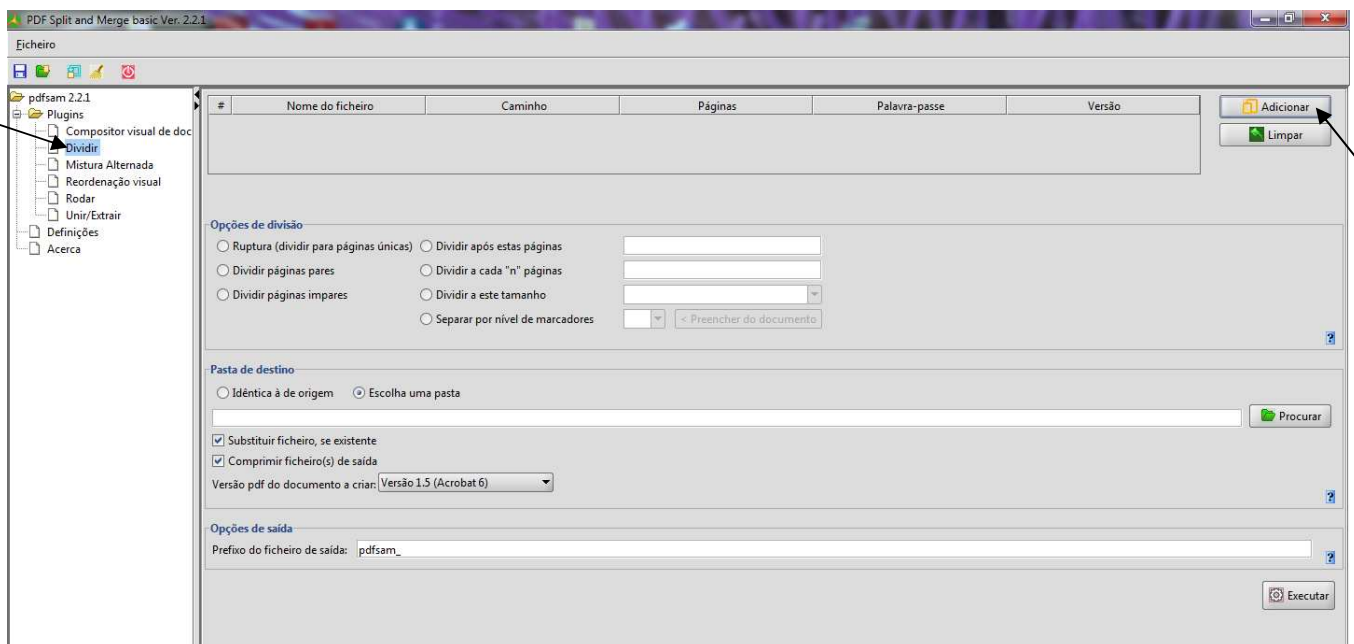 PDF Split and Merge basic Ver. 2.2.1
Ficheiro
pdfsam 2.2.1
Plugins
Compositor visual de doc
Dividir
Mistura Alternada
Reordenação visual
Rodar
Unir/Extrair
Definições
Acerca
# Nome do ficheiro Caminho Páginas Palavra-passe Versão
Adicionar
Limpar
Opções de divisão
Ruptura (dividir para páginas únicas) Dividir após estas páginas
Dividir páginas pares Dividir a cada "n" páginas
Dividir páginas impares Dividir a este tamanho
Separar por nível de marcadores < Preencher do documento
?
Pasta de destino
Idêntica à de origem Escolha uma pasta
Procurar
Substituir ficheiro, se existente
Comprimir ficheiro(s) de saída
Versão pdf do documento a criar: Versão 1.5 (Acrobat 6)
?
Opções de saída
Prefixo do ficheiro de saída: pdfsam_
?
Executar